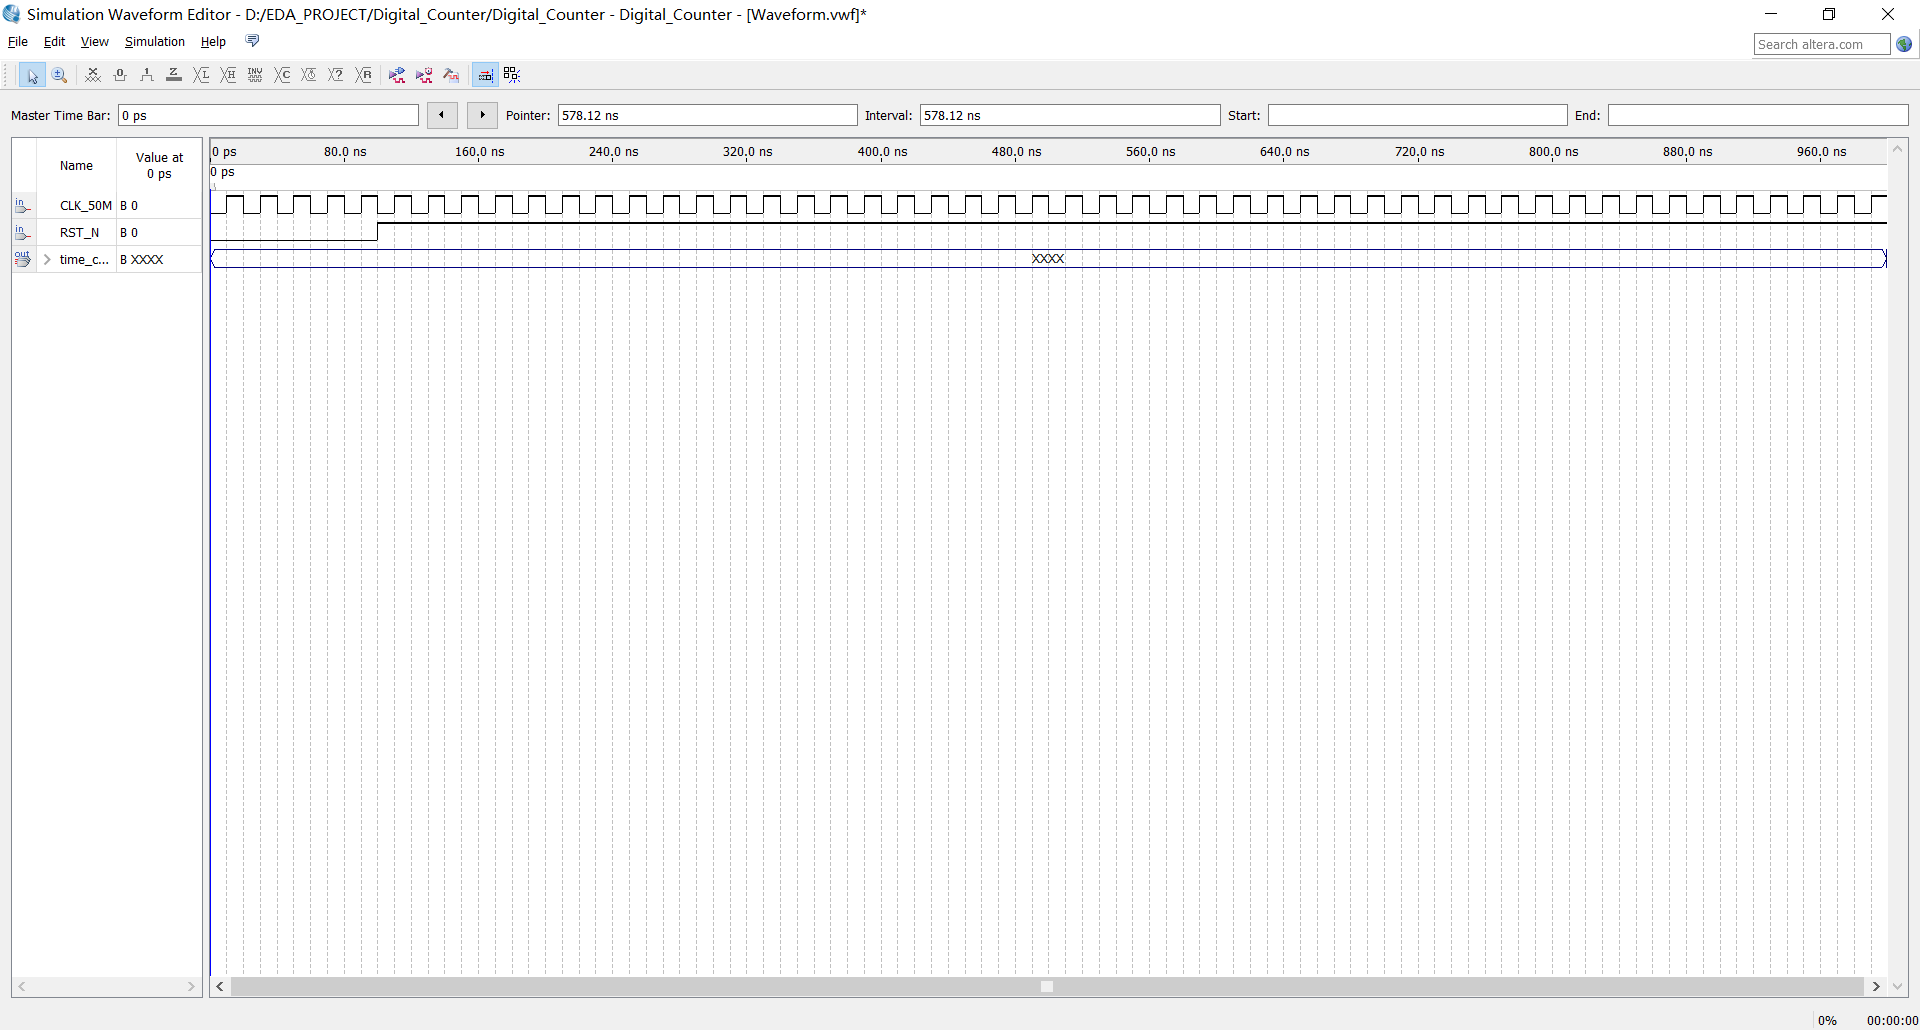 Simulation Waveform Editor - D:/EDA_PROJECT/Digital_Counter/Digital_Counter - Digital_Counter - [Waveform.vwf]*
File Edit View Simulation Help
Search altera.com
Master Time Bar: 0 ps Pointer: 578.12 ns Interval: 578.12 ns Start: End:
Name Value at 0 ps
0 ps 80.0 ns 160.0 ns 240.0 ns 320.0 ns 400.0 ns 480.0 ns 560.0 ns 640.0 ns 720.0 ns 800.0 ns 880.0 ns 960.0 ns
0 ps
in CLK_50M B 0
in RST_N B 0
out time_c... B XXXX XXXX
0% 00:00:00